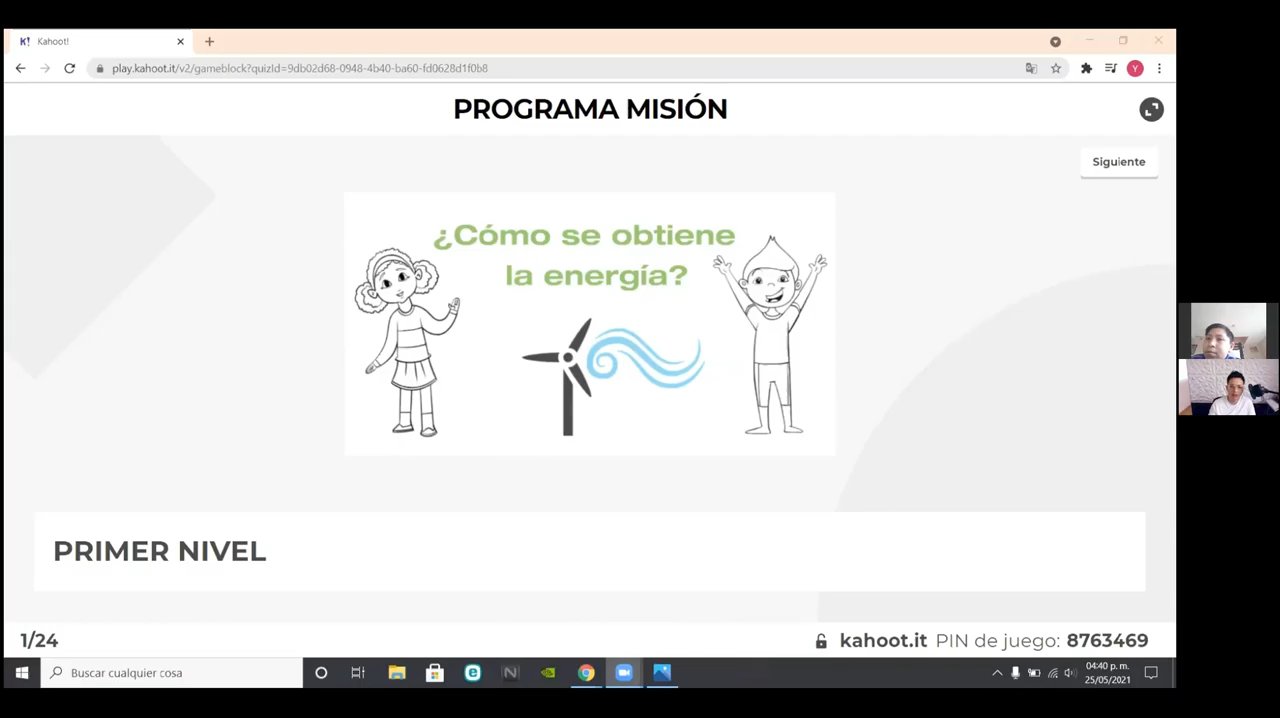 K! Kahoot!
play.kahoot.it/v2/gameblock?quizId=9db02d68-0948-4b40-ba60-fd0628d1f0b8
Y
PROGRAMA MISIÓN
Siguiente
¿Cómo se obtiene
la energía?
PRIMER NIVEL
1/24
kahoot.it PIN de juego: 8763469
Buscar cualquier cosa
04:40 p. m.
25/05/2021